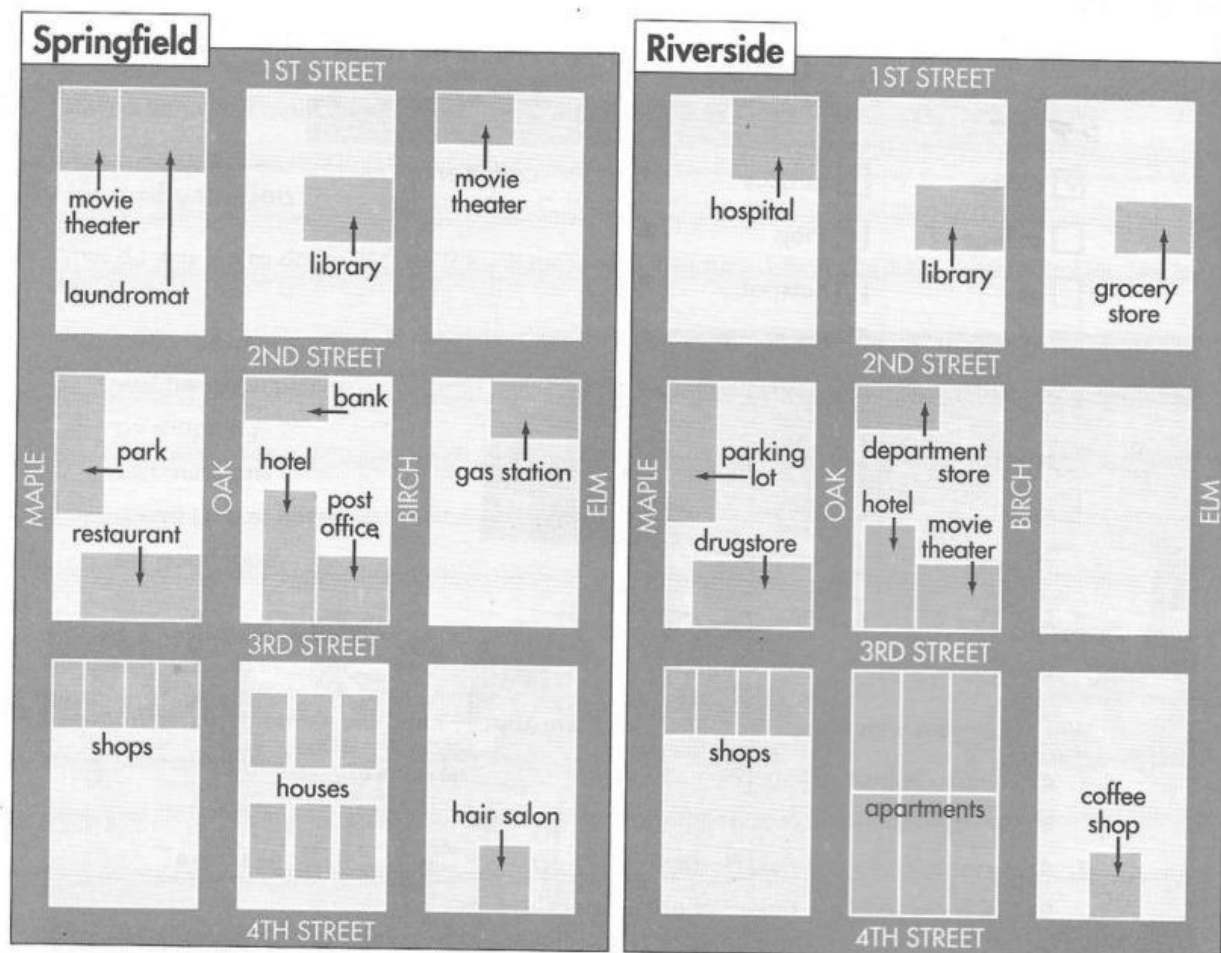 Springfield
1ST STREET
movie
theater
laundromat
library
movie
theater
2ND STREET
MAPLE
park
restaurant
OAK
bank
hotel
post
office
BIRCH
gas station
ELM
3RD STREET
shops
houses
hair salon
4TH STREET
Riverside
1ST STREET
hospital
library
grocery
store
2ND STREET
MAPLE
parking
lot
drugstore
OAK
department
store
hotel
movie
theater
BIRCH
ELM
3RD STREET
shops
apartments
coffee
shop
4TH STREET